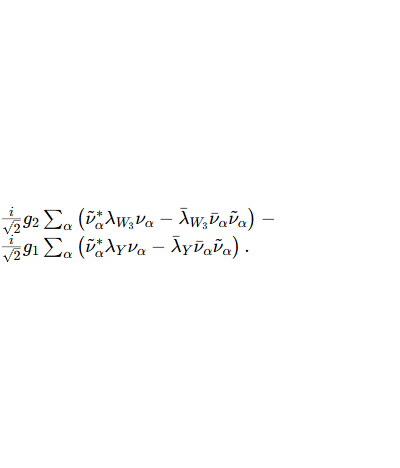 \frac{i}{\sqrt{2}} g_2 \sum_\alpha \left( \tilde{\nu}_\alpha^* \lambda_{W_3} \nu_\alpha - \bar{\lambda}_{W_3} \bar{\nu}_\alpha \tilde{\nu}_\alpha \right) -
\frac{i}{\sqrt{2}} g_1 \sum_\alpha \left( \tilde{\nu}_\alpha^* \lambda_Y \nu_\alpha - \bar{\lambda}_Y \bar{\nu}_\alpha \tilde{\nu}_\alpha \right).